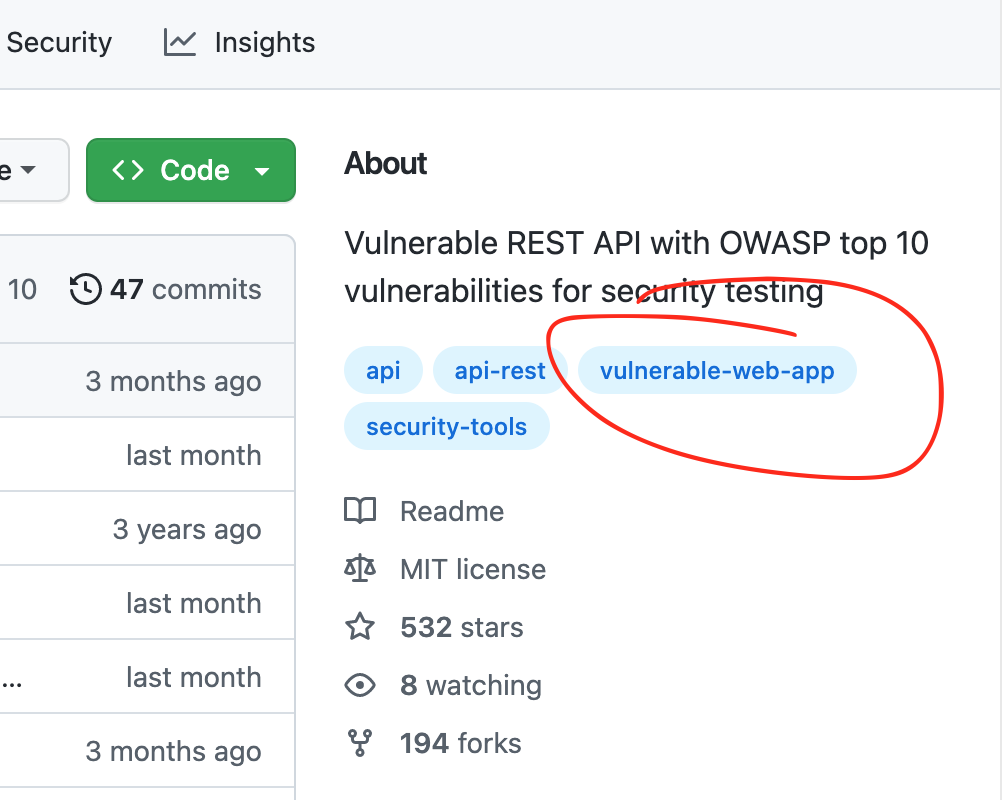 Security Insights
e Code
About
Vulnerable REST API with OWASP top 10
vulnerabilities for security testing
10 47 commits
api api-rest vulnerable-web-app
security-tools
3 months ago
last month
3 years ago
last month
... last month
3 months ago
Readme
MIT license
532 stars
8 watching
194 forks